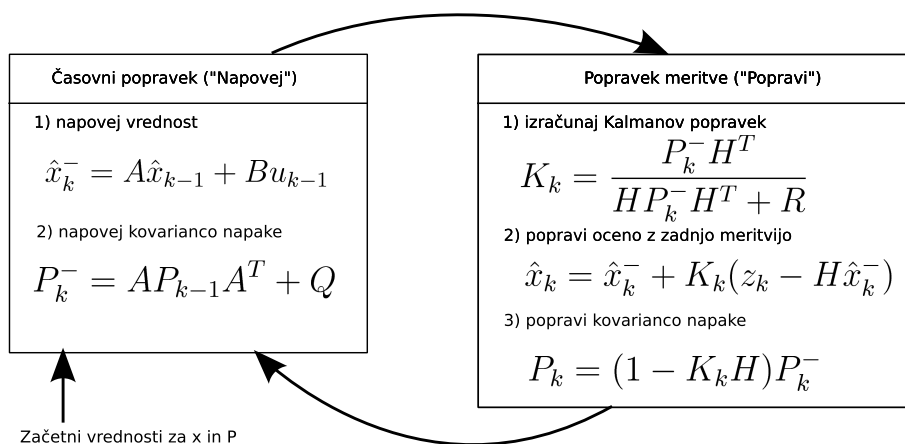 Časovni popravek ("Napovej")
1) napovej vrednost
x̂ₖ⁻ = Ax̂ₖ₋₁ + Buₖ₋₁
2) napovej kovarianco napake
Pₖ⁻ = APₖ₋₁Aᵀ + Q
Začetni vrednosti za x in P
Popravek meritve ("Popravi")
1) izračunaj Kalmanov popravek
Kₖ = Pₖ⁻Hᵀ / (HPₖ⁻Hᵀ + R)
2) popravi oceno z zadnjo meritvijo
x̂ₖ = x̂ₖ⁻ + Kₖ(zₖ − Hx̂ₖ⁻)
3) popravi kovarianco napake
Pₖ = (1 − KₖH)Pₖ⁻